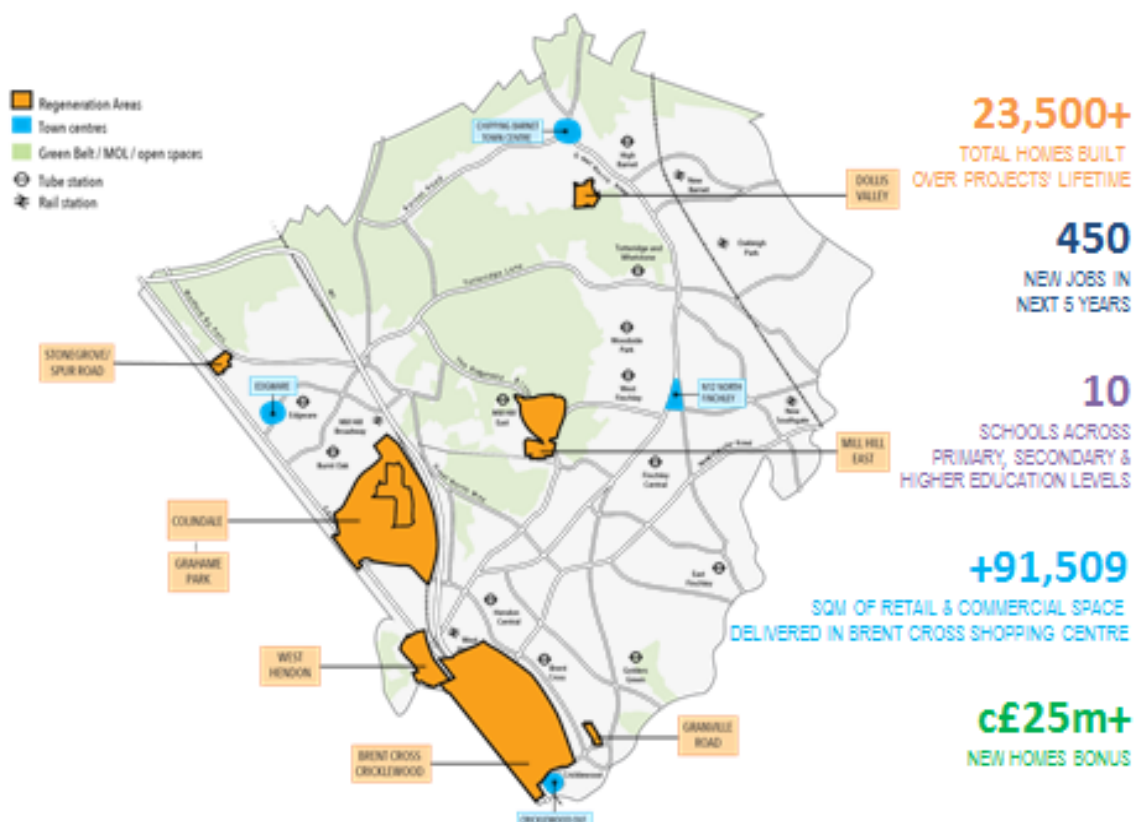 Regeneration Areas
Town centres
Green Belt / MOL / open spaces
Tube station
Rail station
CHIPPING BARNET
TOWN CENTRE
High
Barnet
New
Barnet
DOLLIS
VALLEY
Barnet Road
Oakleigh
Park
Totteridge and
Whetstone
Totteridge Lane
STONEGROVE/
SPUR ROAD
Woodside
Park
EDGWARE
Edgware
West
Finchley
N12 NORTH
FINCHLEY
New
Southgate
Mill Hill
East
Mill Hill
Broadway
Burnt Oak
MILL HILL
EAST
Finchley
Central
COLINDALE
GRAHAME
PARK
East
Finchley
Hendon
Central
WEST
HENDON
Brent
Cross
Golders
Green
GRANVILLE
ROAD
BRENT CROSS
CRICKLEWOOD
Cricklewood
23,500+
TOTAL HOMES BUILT
OVER PROJECTS' LIFETIME
450
NEW JOBS IN
NEXT 5 YEARS
10
SCHOOLS ACROSS
PRIMARY, SECONDARY &
HIGHER EDUCATION LEVELS
+91,509
SQM OF RETAIL & COMMERCIAL SPACE
DELIVERED IN BRENT CROSS SHOPPING CENTRE
c£25m+
NEW HOMES BONUS